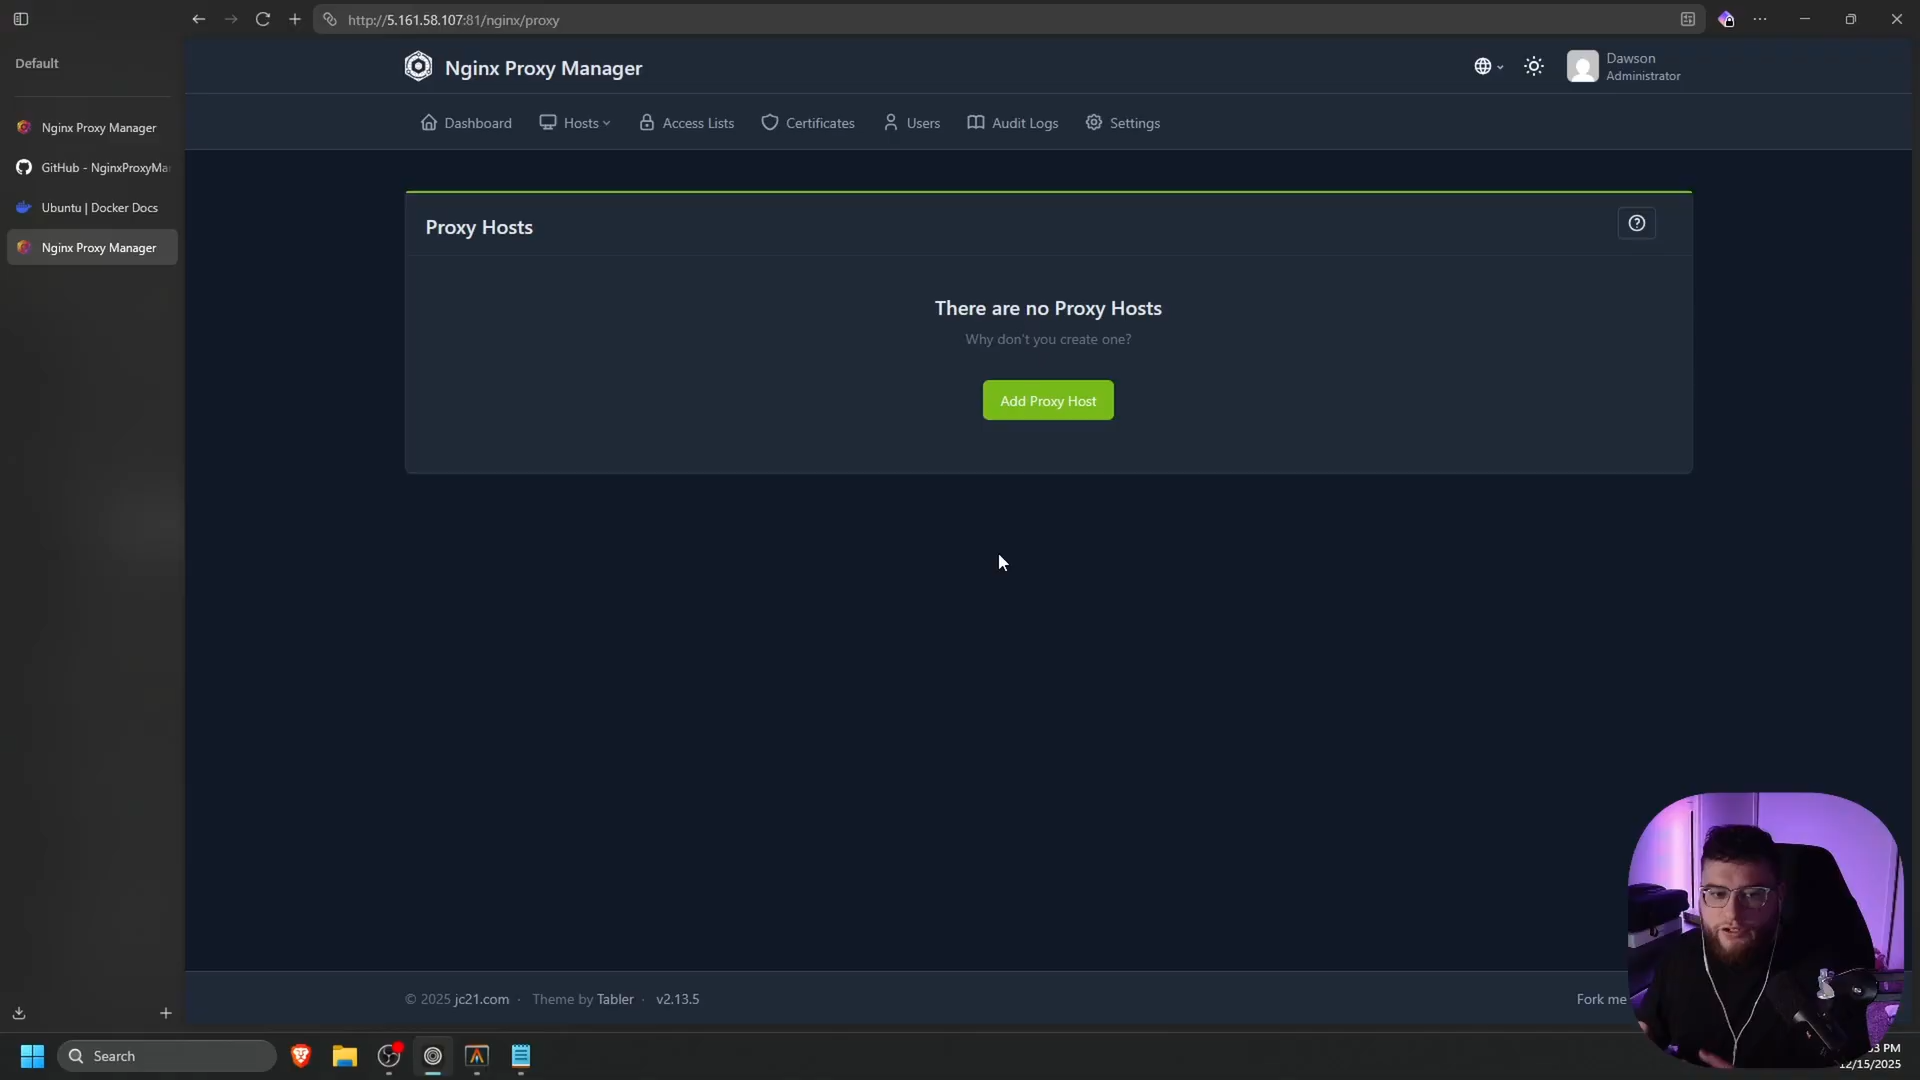 http://5.161.58.107:81/nginx/proxy
Default
Nginx Proxy Manager
GitHub - NginxProxyMa
Ubuntu | Docker Docs
Nginx Proxy Manager
Nginx Proxy Manager
Dawson
Administrator
Dashboard
Hosts
Access Lists
Certificates
Users
Audit Logs
Settings
Proxy Hosts
There are no Proxy Hosts
Why don't you create one?
Add Proxy Host
© 2025 jc21.com · Theme by Tabler · v2.13.5
Fork me
Search
3 PM
12/15/2025